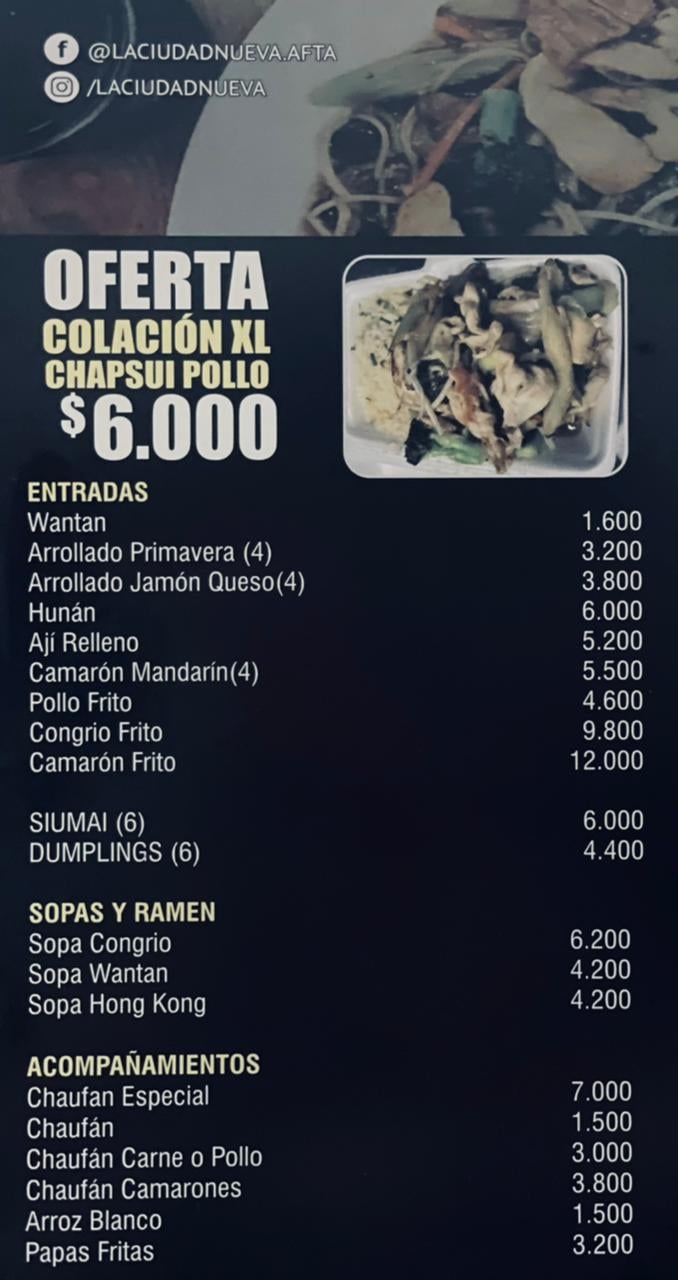 @LACIUDADNUEVA.AFTA
/LACIUDADNUEVA
OFERTA
COLACIÓN XL
CHAPSUI POLLO
$6.000
ENTRADAS
Wantan 1.600
Arrollado Primavera (4) 3.200
Arrollado Jamón Queso(4) 3.800
Hunán 6.000
Ají Relleno 5.200
Camarón Mandarín(4) 5.500
Pollo Frito 4.600
Congrio Frito 9.800
Camarón Frito 12.000
SIUMAI (6) 6.000
DUMPLINGS (6) 4.400
SOPAS Y RAMEN
Sopa Congrio 6.200
Sopa Wantan 4.200
Sopa Hong Kong 4.200
ACOMPAÑAMIENTOS
Chaufan Especial 7.000
Chaufán 1.500
Chaufán Carne o Pollo 3.000
Chaufán Camarones 3.800
Arroz Blanco 1.500
Papas Fritas 3.200